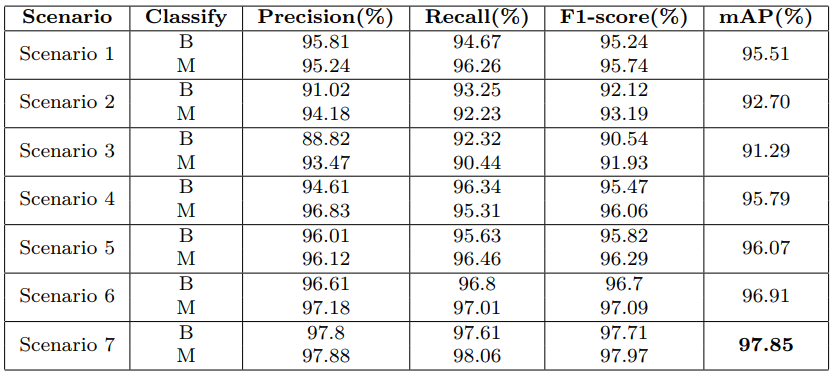 Scenario Classify Precision(%) Recall(%) F1-score(%) mAP(%)
Scenario 1 B 95.81 94.67 95.24 95.51
M 95.24 96.26 95.74
Scenario 2 B 91.02 93.25 92.12 92.70
M 94.18 92.23 93.19
Scenario 3 B 88.82 92.32 90.54 91.29
M 93.47 90.44 91.93
Scenario 4 B 94.61 96.34 95.47 95.79
M 96.83 95.31 96.06
Scenario 5 B 96.01 95.63 95.82 96.07
M 96.12 96.46 96.29
Scenario 6 B 96.61 96.8 96.7 96.91
M 97.18 97.01 97.09
Scenario 7 B 97.8 97.61 97.71 97.85
M 97.88 98.06 97.97